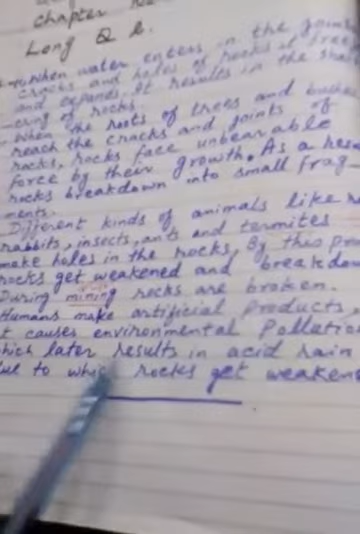 chapter
Long Q b.
When water enters in the joints
cracks and holes of rocks it
and expands. It results in the
ering of rocks.
When the roots of trees and
reach the cracks and joints of
rocks, rocks face unbearable
force by their growth. As a
rocks breakdown into small frag-
ments.
Different kinds of animals like
rabbits, insects, ants and termites
make holes in the rocks. By this
rocks get weakened and
During mining rocks are broken.
Humans make artificial products,
t causes environmental
hich later results in acid rain
ue to which rocks get weaken